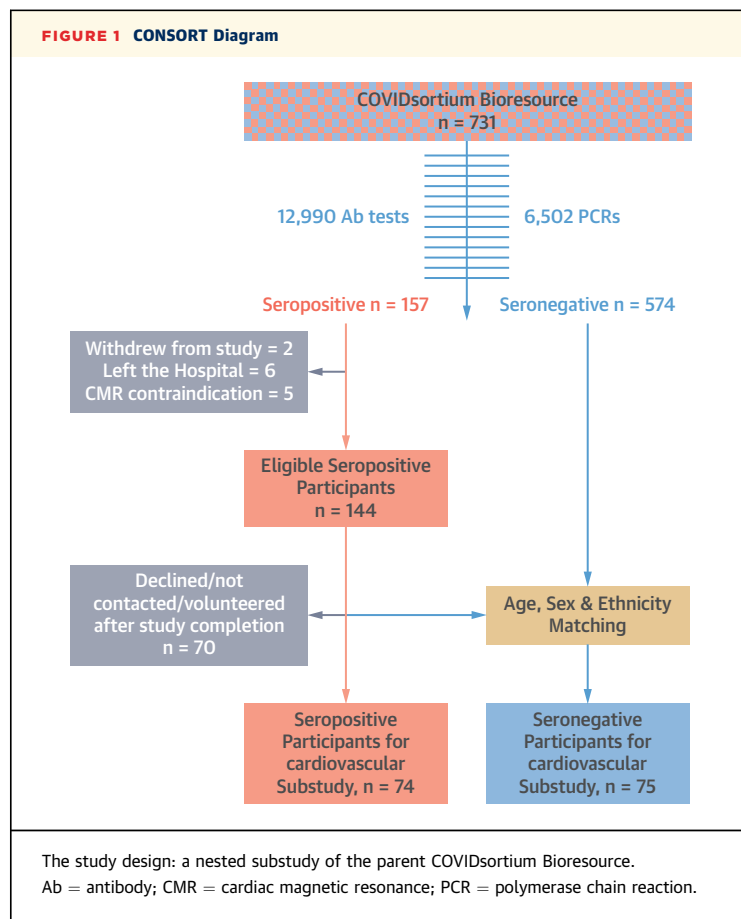 FIGURE 1 CONSORT Diagram
COVIDsortium Bioresource
n = 731
12,990 Ab tests
6,502 PCRs
Seropositive n = 157
Seronegative n = 574
Withdrew from study = 2
Left the Hospital = 6
CMR contraindication = 5
Eligible Seropositive
Participants
n = 144
Declined/not
contacted/volunteered
after study completion
n = 70
Age, Sex & Ethnicity
Matching
Seropositive
Participants for
cardiovascular
Substudy, n = 74
Seronegative
Participants for
cardiovascular
Substudy, n = 75
The study design: a nested substudy of the parent COVIDsortium Bioresource.
Ab = antibody; CMR = cardiac magnetic resonance; PCR = polymerase chain reaction.